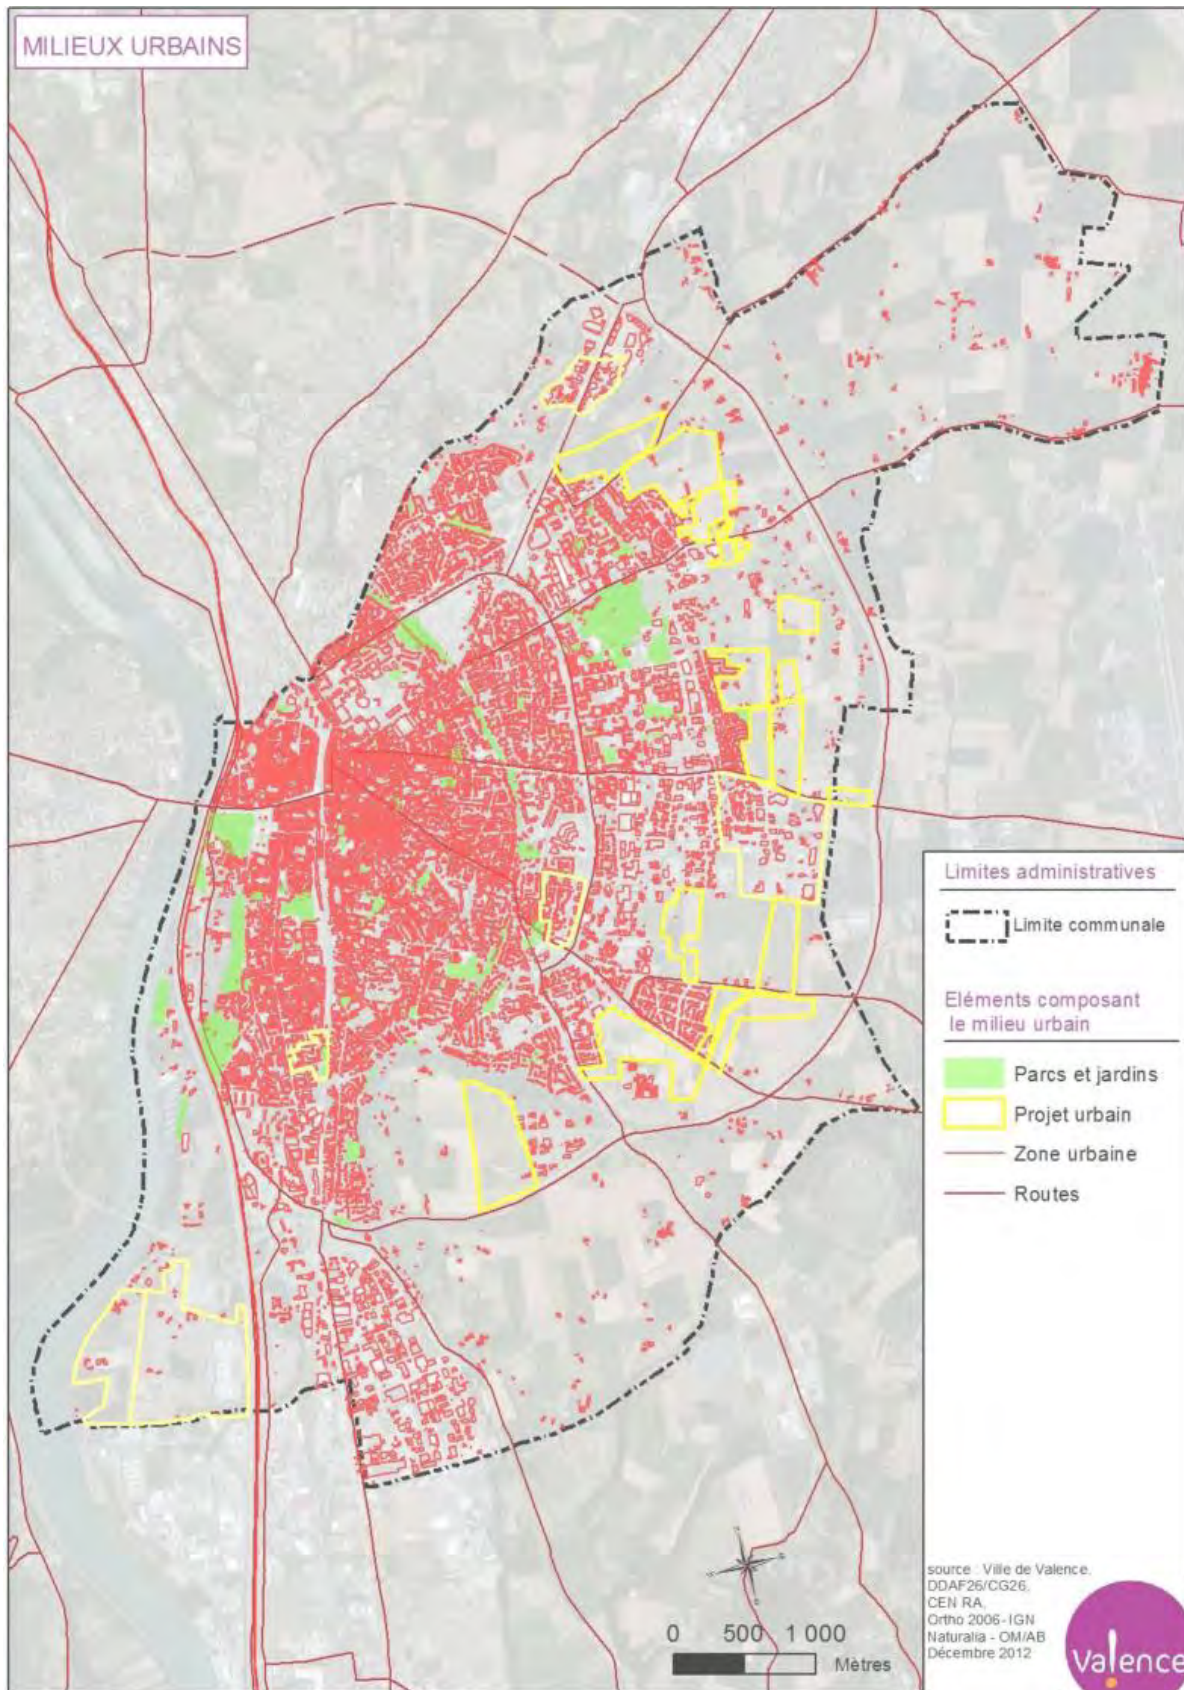 MILIEUX URBAINS
Limites administratives
Limite communale
Eléments composant
le milieu urbain
Parcs et jardins
Projet urbain
Zone urbaine
Routes
source : Ville de Valence,
DDAF26/CG26,
CEN RA,
Ortho 2006-IGN
Naturalia - OM/AB
Décembre 2012
0 500 1 000
Mètres
valence